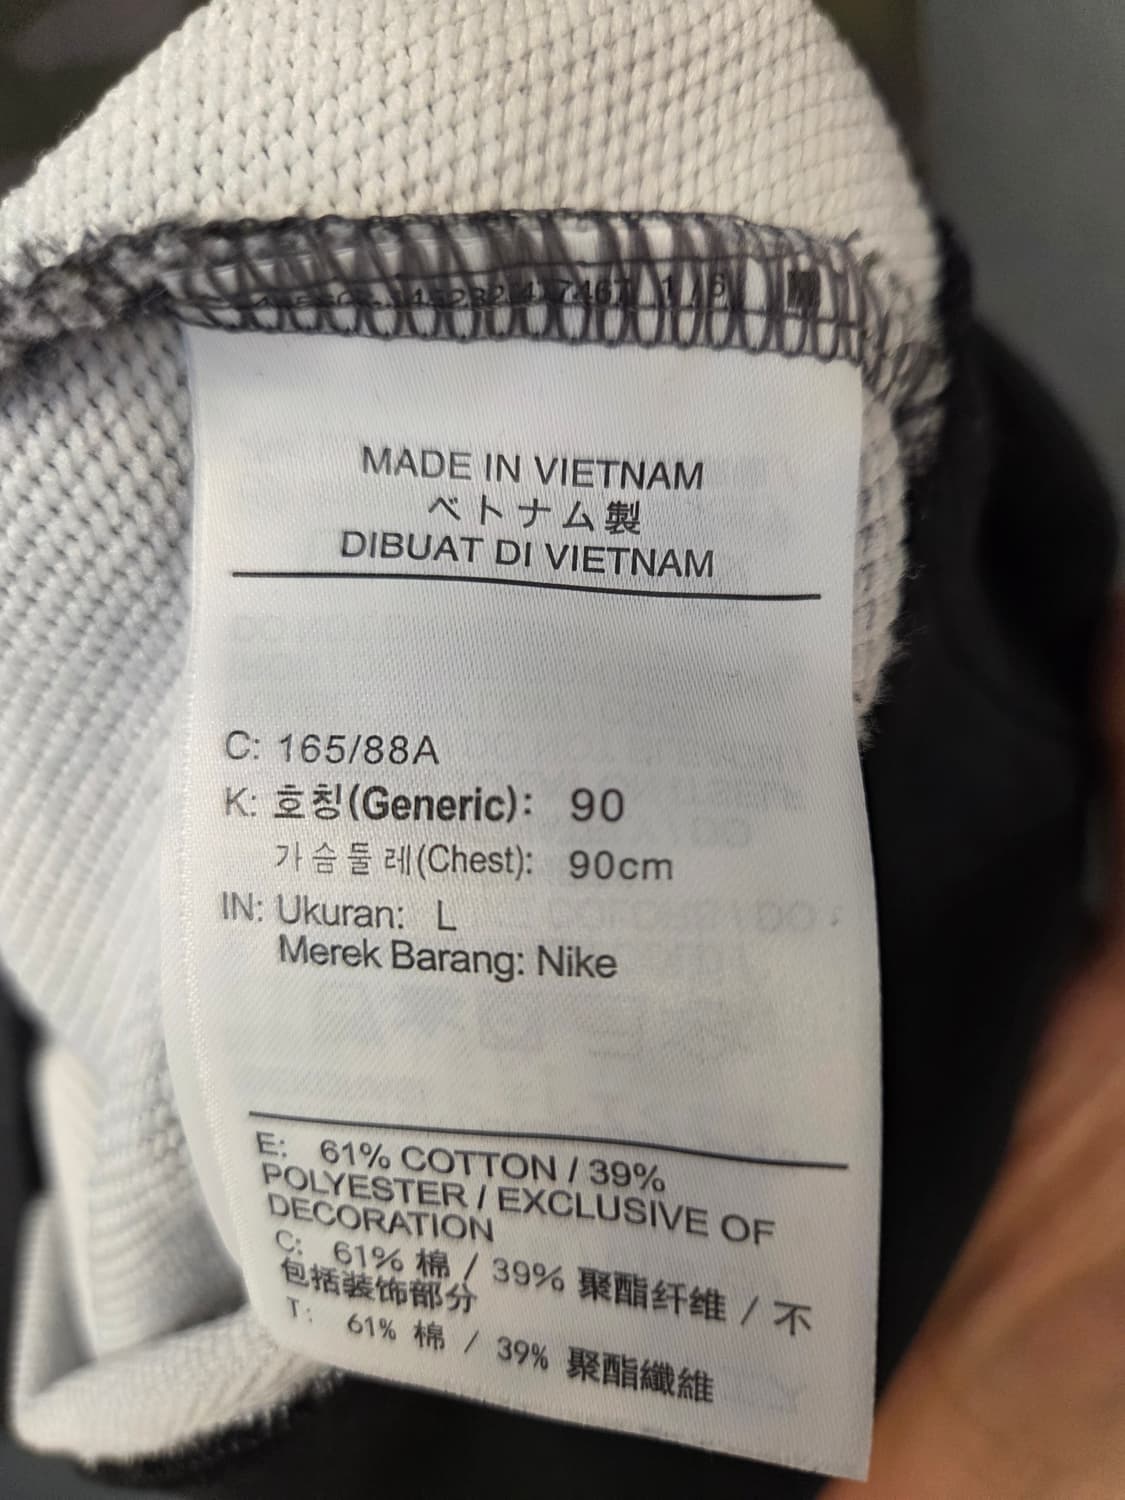 MADE IN VIETNAM
ベトナム製
DIBUAT DI VIETNAM
C: 165/88A
K: 호칭(Generic): 90
가슴둘레(Chest): 90cm
IN: Ukuran: L
Merek Barang: Nike
E: 61% COTTON / 39%
POLYESTER / EXCLUSIVE OF
DECORATION
C: 61% 棉 / 39% 聚酯纤维 / 不
包括装饰部分
T: 61% 棉 / 39% 聚酯纖維